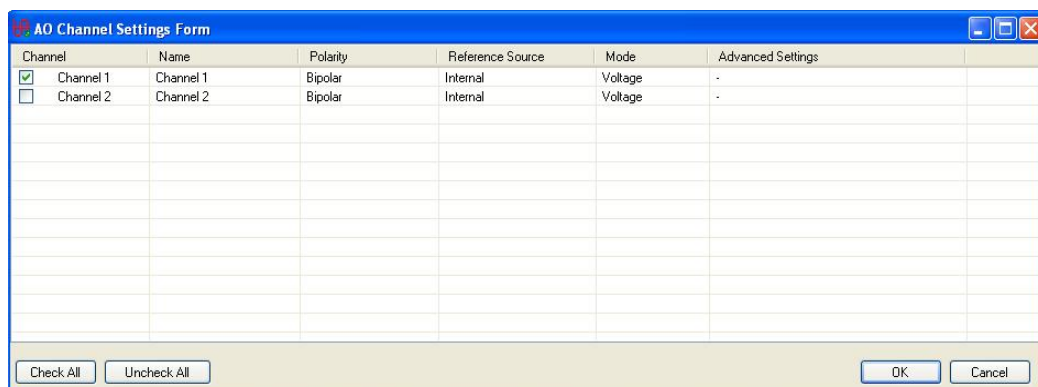 AO Channel Settings Form
Channel Name Polarity Reference Source Mode Advanced Settings
Channel 1 Channel 1 Bipolar Internal Voltage -
Channel 2 Channel 2 Bipolar Internal Voltage -
Check All Uncheck All OK Cancel